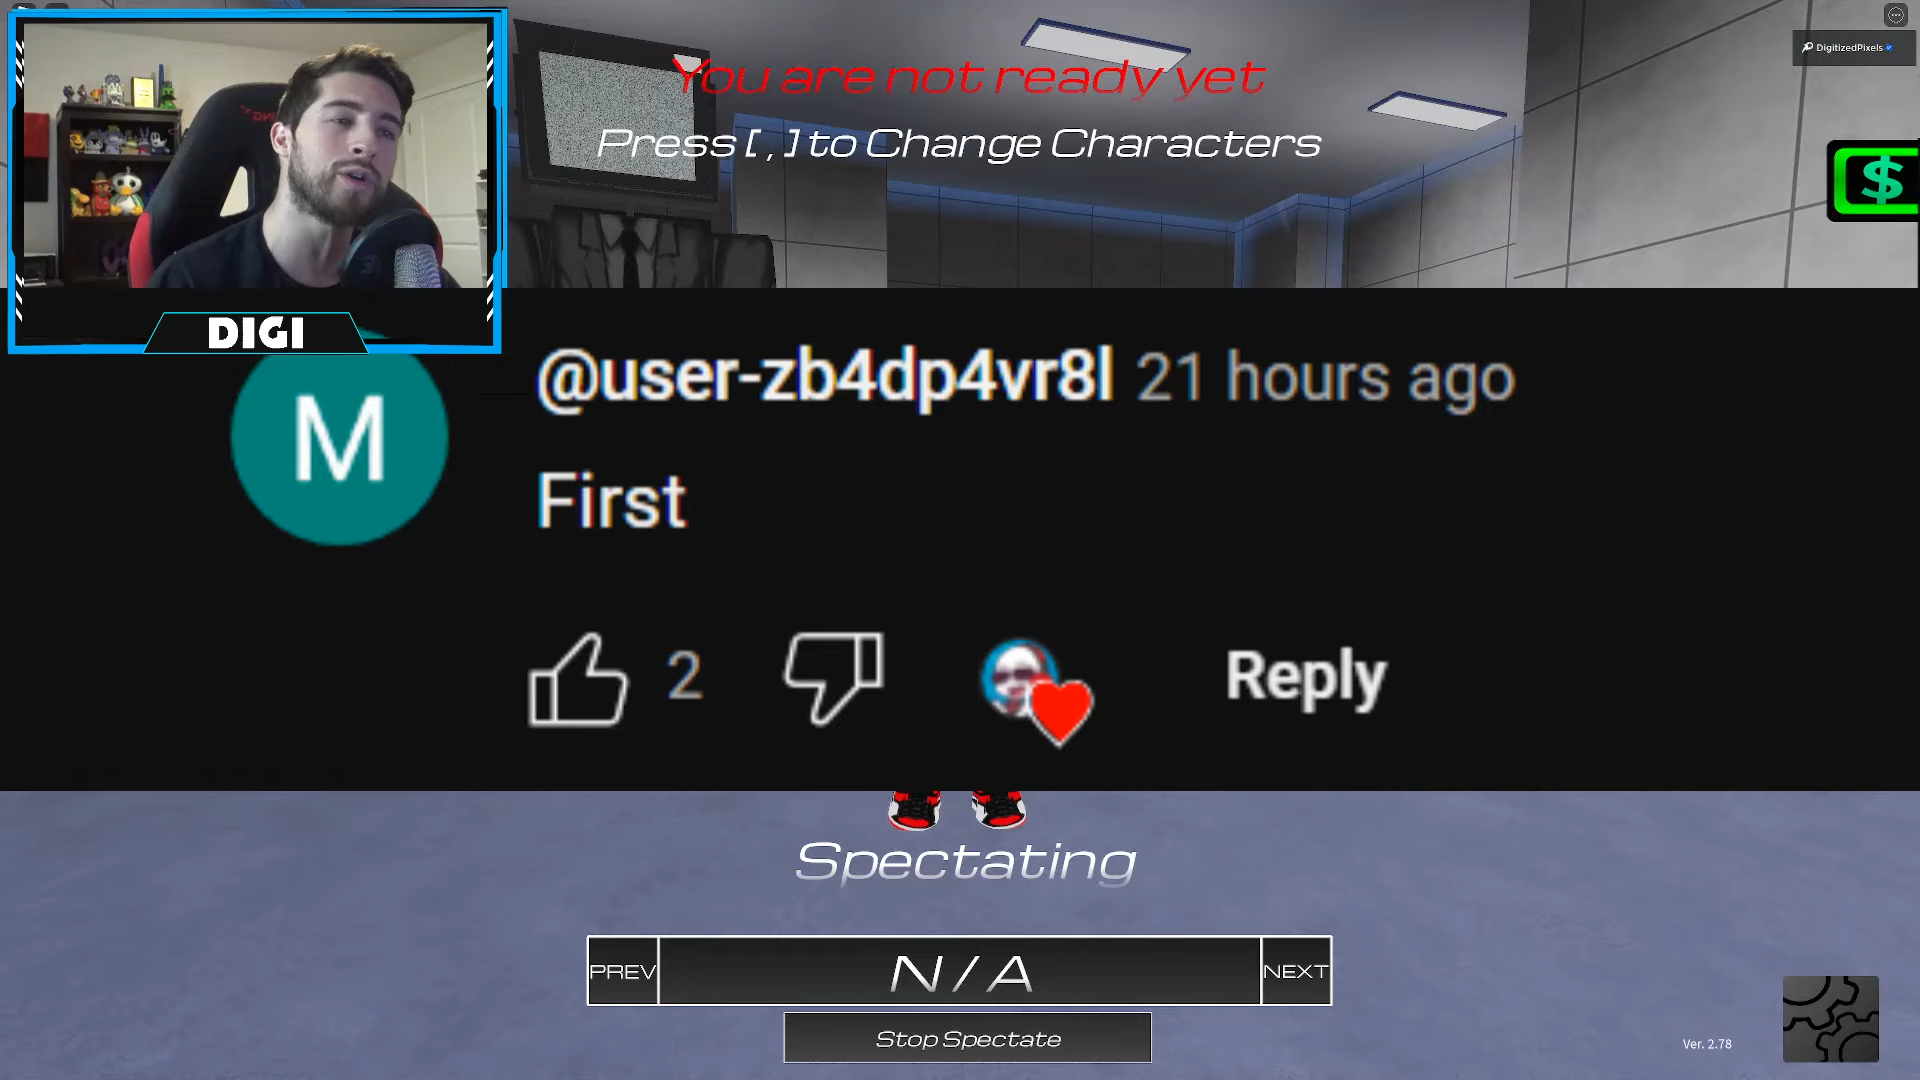 You are not ready yet
Press [ , ] to Change Characters
DigitizedPixels
$
DIGI
M
@user-zb4dp4vr8l 21 hours ago
First
2
Reply
Spectating
PREV
N/A
NEXT
Stop Spectate
Ver. 2.78